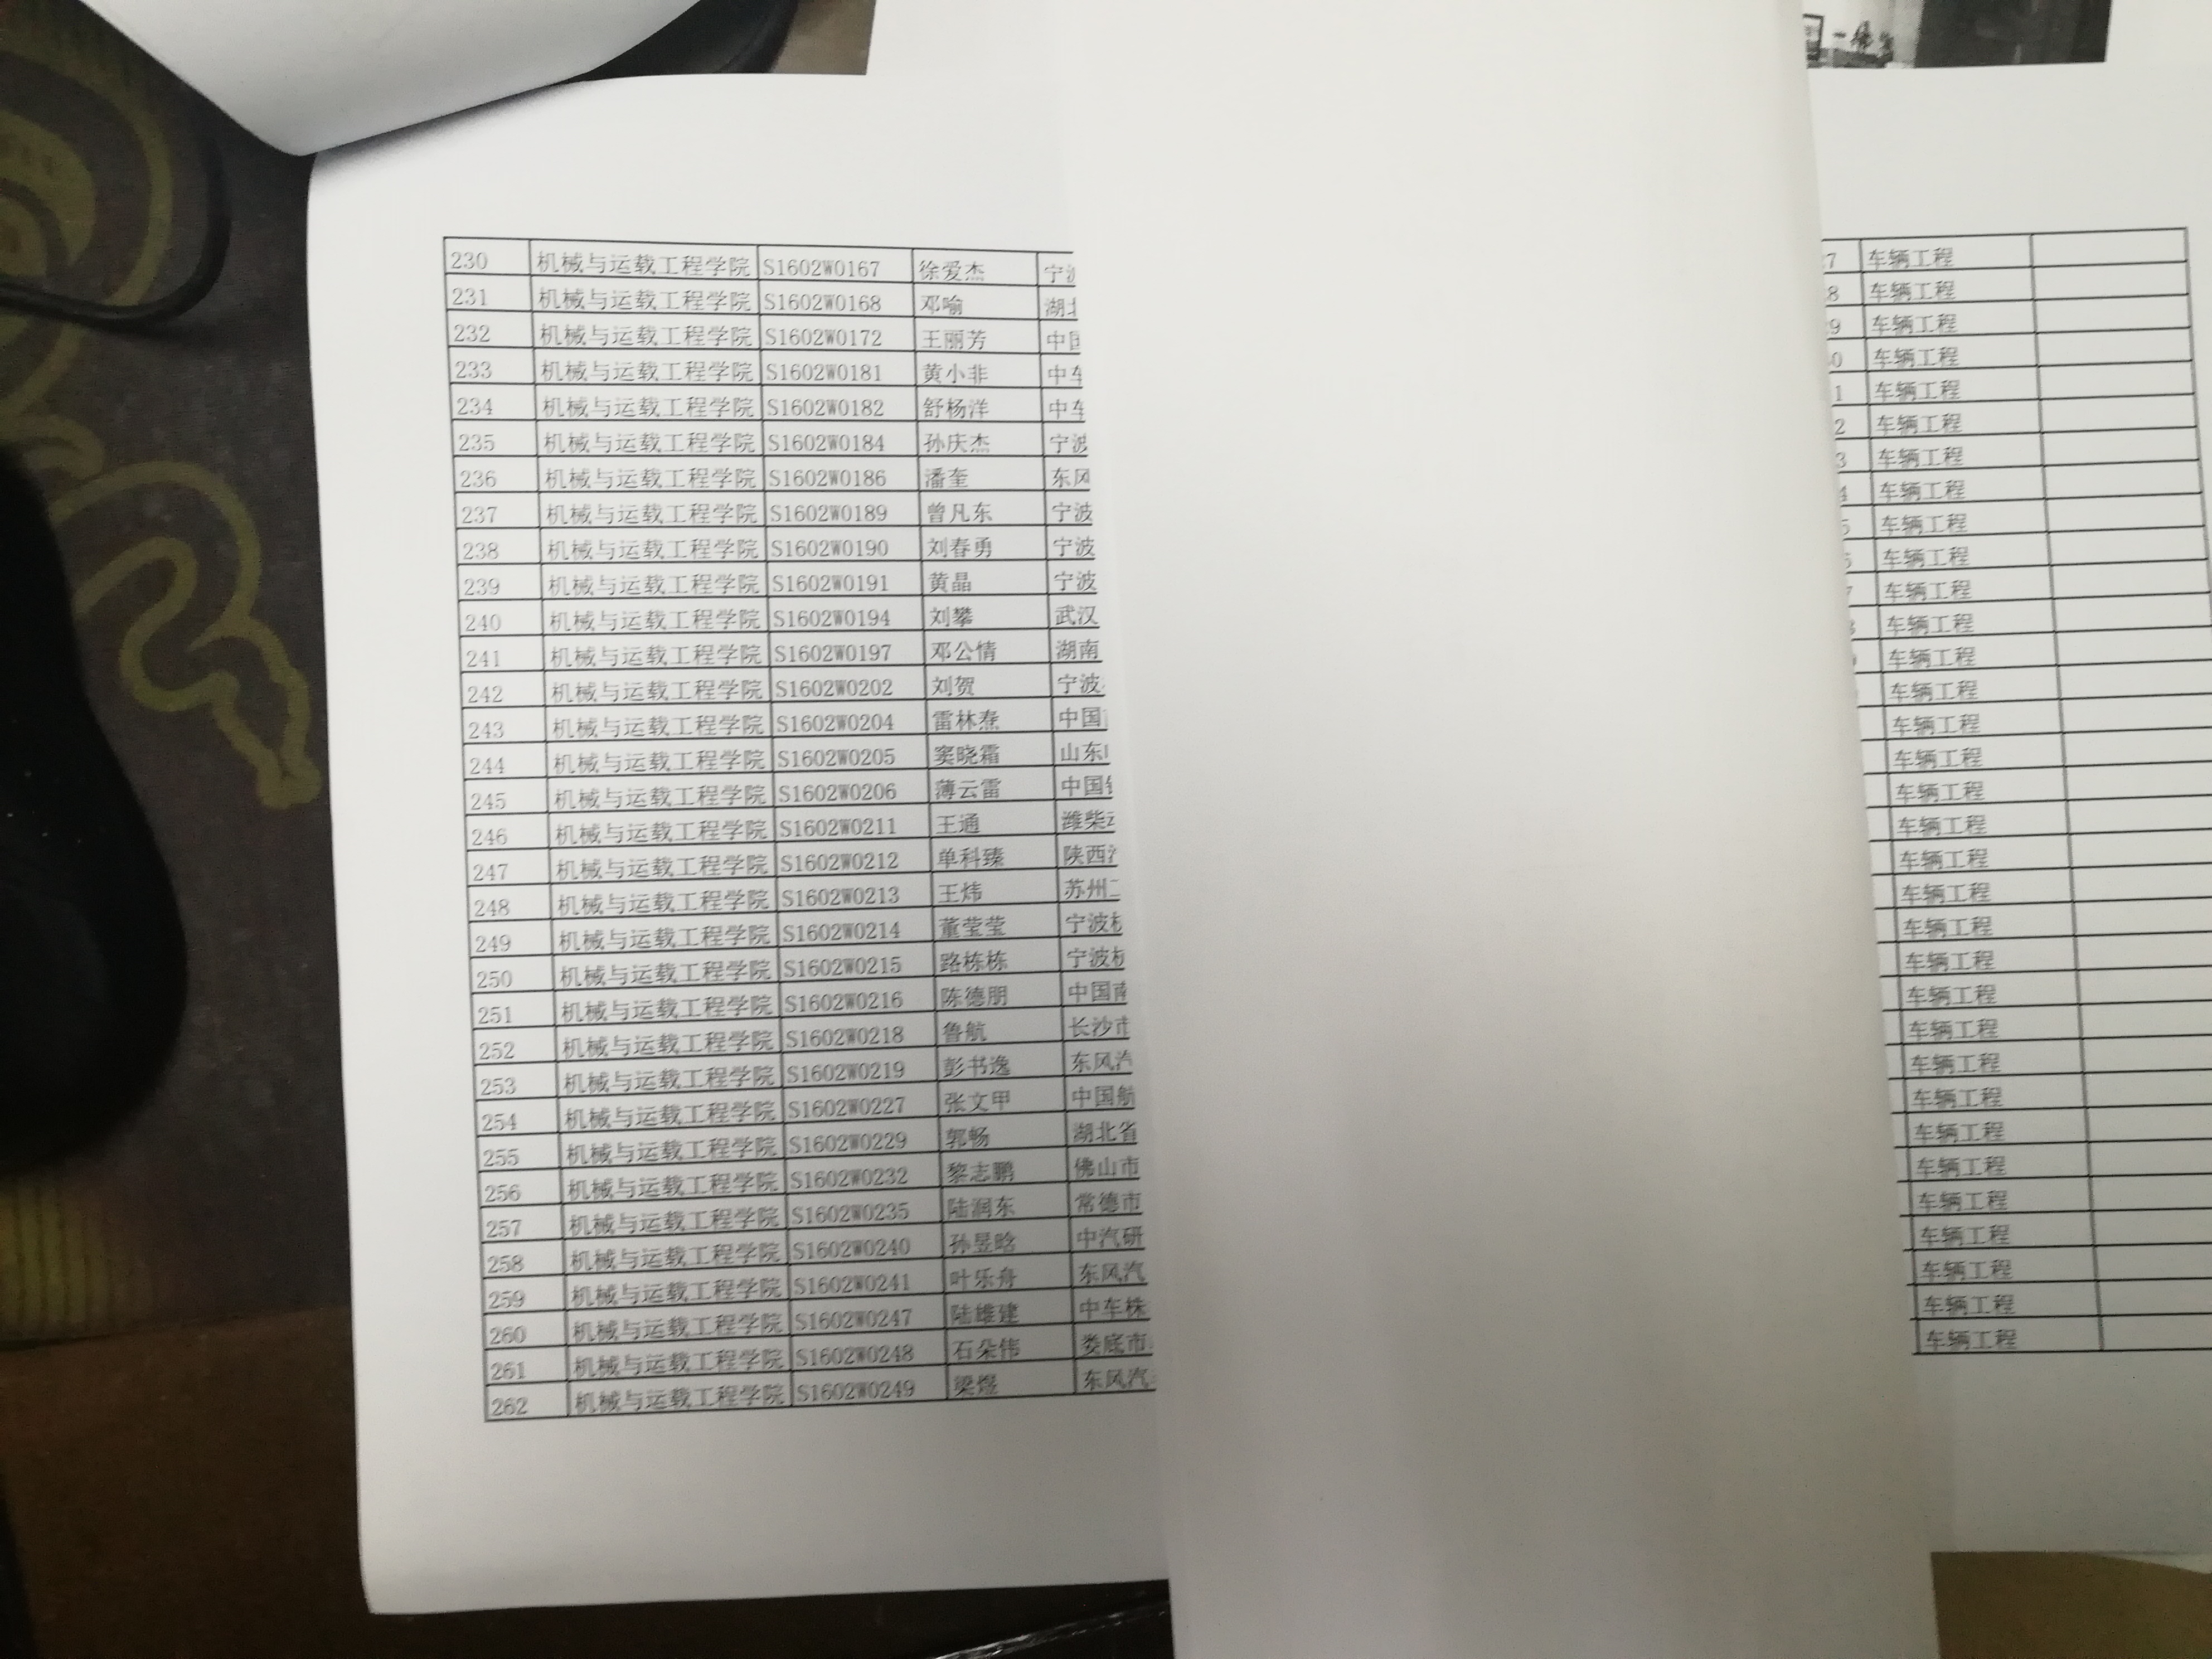 230 机械与运载工程学院 S1602W0167 徐爱杰 宁 7 车辆工程
231 机械与运载工程学院 S1602W0168 邓喻 湖 8 车辆工程
232 机械与运载工程学院 S1602W0172 王丽芳 中 9 车辆工程
233 机械与运载工程学院 S1602W0181 黄小非 中车 0 车辆工程
234 机械与运载工程学院 S1602W0182 舒杨洋 中车 1 车辆工程
235 机械与运载工程学院 S1602W0184 孙庆杰 宁波 2 车辆工程
236 机械与运载工程学院 S1602W0186 潘奎 东风 3 车辆工程
237 机械与运载工程学院 S1602W0189 曾凡东 宁波 4 车辆工程
238 机械与运载工程学院 S1602W0190 刘春勇 宁波 5 车辆工程
239 机械与运载工程学院 S1602W0191 黄晶 宁波 车辆工程
240 机械与运载工程学院 S1602W0194 刘攀 武汉 车辆工程
241 机械与运载工程学院 S1602W0197 邓公情 湖南 车辆工程
242 机械与运载工程学院 S1602W0202 刘贺 宁波 车辆工程
243 机械与运载工程学院 S1602W0204 雷林 中国 车辆工程
244 机械与运载工程学院 S1602W0205 窦晓霜 山东 车辆工程
245 机械与运载工程学院 S1602W0206 薄云雷 中国 车辆工程
246 机械与运载工程学院 S1602W0211 王通 潍柴 车辆工程
247 机械与运载工程学院 S1602W0212 单科臻 陕西 车辆工程
248 机械与运载工程学院 S1602W0213 王炜 苏州 车辆工程
249 机械与运载工程学院 S1602W0214 董莹莹 宁波 车辆工程
250 机械与运载工程学院 S1602W0215 路栋栋 宁波 车辆工程
251 机械与运载工程学院 S1602W0216 陈德朋 中国南 车辆工程
252 机械与运载工程学院 S1602W0218 鲁航 长沙市 车辆工程
253 机械与运载工程学院 S1602W0219 彭书逸 东风汽 车辆工程
254 机械与运载工程学院 S1602W0227 张文甲 中国航 车辆工程
255 机械与运载工程学院 S1602W0229 郭畅 湖北省 车辆工程
256 机械与运载工程学院 S1602W0232 黎志鹏 佛山市 车辆工程
257 机械与运载工程学院 S1602W0235 陆润东 常德市 车辆工程
258 机械与运载工程学院 S1602W0240 孙昱晗 中汽研 车辆工程
259 机械与运载工程学院 S1602W0241 叶乐舟 东风汽 车辆工程
260 机械与运载工程学院 S1602W0247 陆雄建 中车株 车辆工程
261 机械与运载工程学院 S1602W0248 石朵伟 娄底市 车辆工程
262 机械与运载工程学院 S1602W0249 梁煜 东风汽 车辆工程